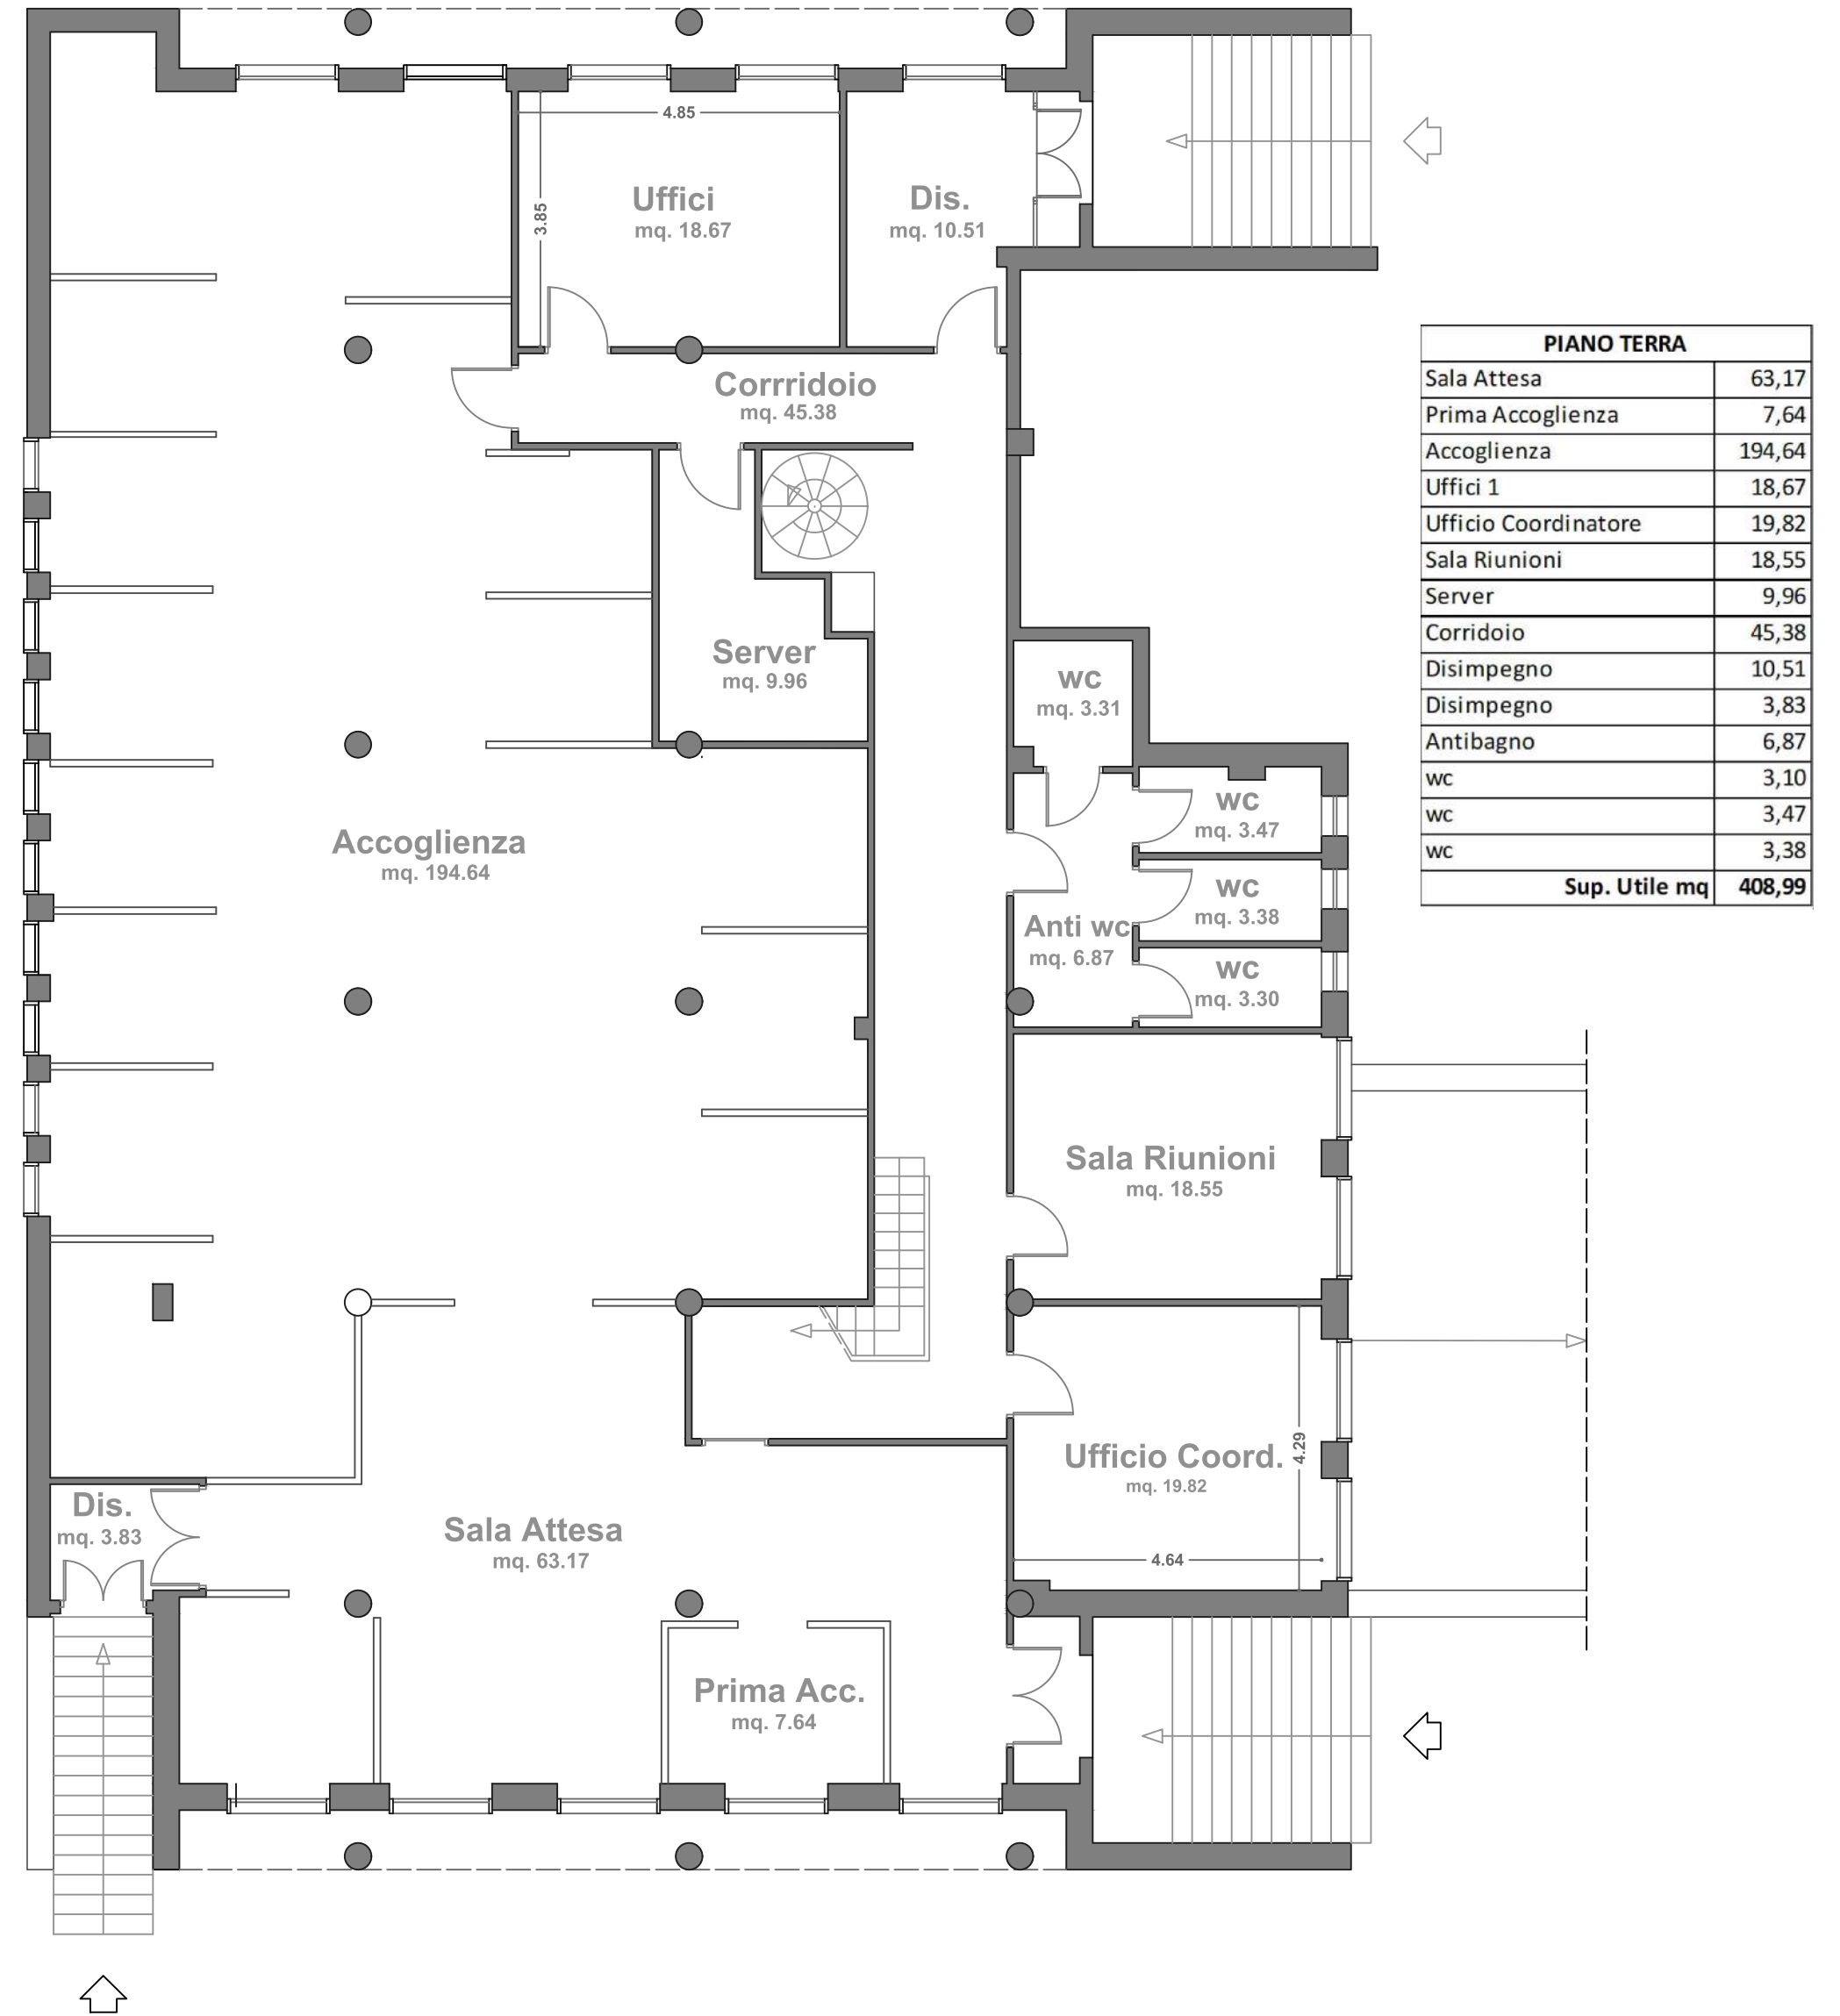 4.85
3.85
Uffici
mq. 18.67
Dis.
mq. 10.51
Corrridoio
mq. 45.38
Server
mq. 9.96
wc
mq. 3.31
wc
mq. 3.47
wc
mq. 3.38
Anti wc
mq. 6.87
wc
mq. 3.30
Accoglienza
mq. 194.64
Sala Riunioni
mq. 18.55
Ufficio Coord.
mq. 19.82
4.29
4.64
Dis.
mq. 3.83
Sala Attesa
mq. 63.17
Prima Acc.
mq. 7.64
PIANO TERRA
Sala Attesa 63,17
Prima Accoglienza 7,64
Accoglienza 194,64
Uffici 1 18,67
Ufficio Coordinatore 19,82
Sala Riunioni 18,55
Server 9,96
Corridoio 45,38
Disimpegno 10,51
Disimpegno 3,83
Antibagno 6,87
wc 3,10
wc 3,47
wc 3,38
Sup. Utile mq 408,99